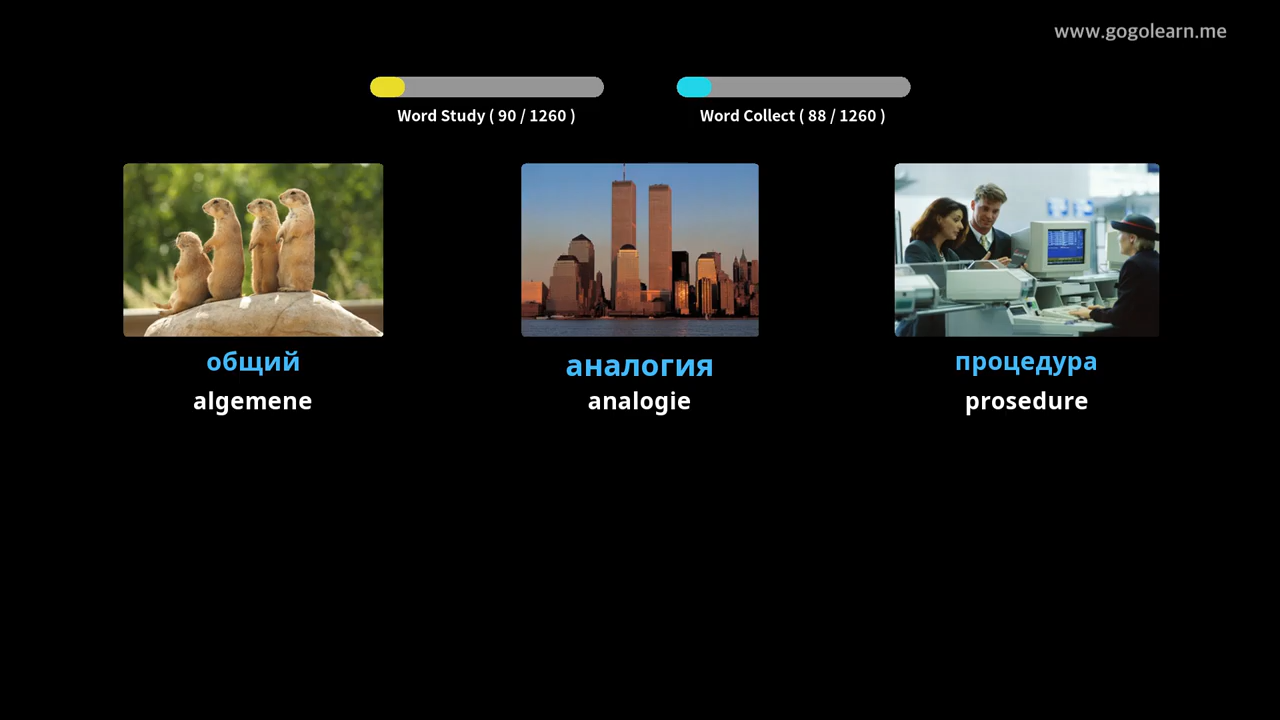 www.gogolearn.me
Word Study ( 90 / 1260 )
Word Collect ( 88 / 1260 )
общий
аналогия
процедура
algemene
analogie
prosedure